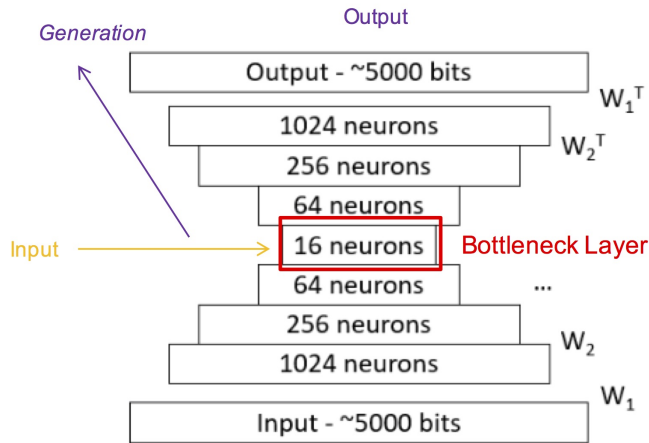 Output
Generation
Output - ~5000 bits
W₁ᵀ
1024 neurons
W₂ᵀ
256 neurons
64 neurons
Input
16 neurons
Bottleneck Layer
64 neurons
...
256 neurons
W₂
1024 neurons
W₁
Input - ~5000 bits